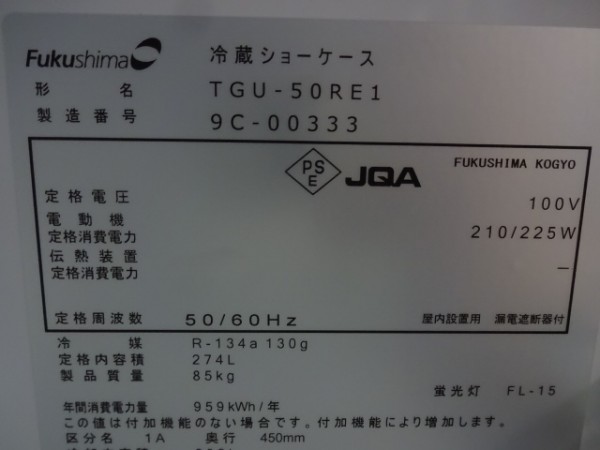 Fukushima 冷蔵ショーケース
形名 TGU-50RE1
製造番号 9C-00333
PSE JQA FUKUSHIMA KOGYO
定格電圧 100V
電動機
定格消費電力 210/225W
伝熱装置
定格消費電力 －
定格周波数 50/60Hz 屋内設置用 漏電遮断器付
冷媒 R-134a 130g
定格内容積 274L
製品質量 85kg
蛍光灯 FL-15
年間消費電力量 959kWh/年
この値は付加機能のない場合です。付加機能により増加します。
区分名 1A 奥行 450mm